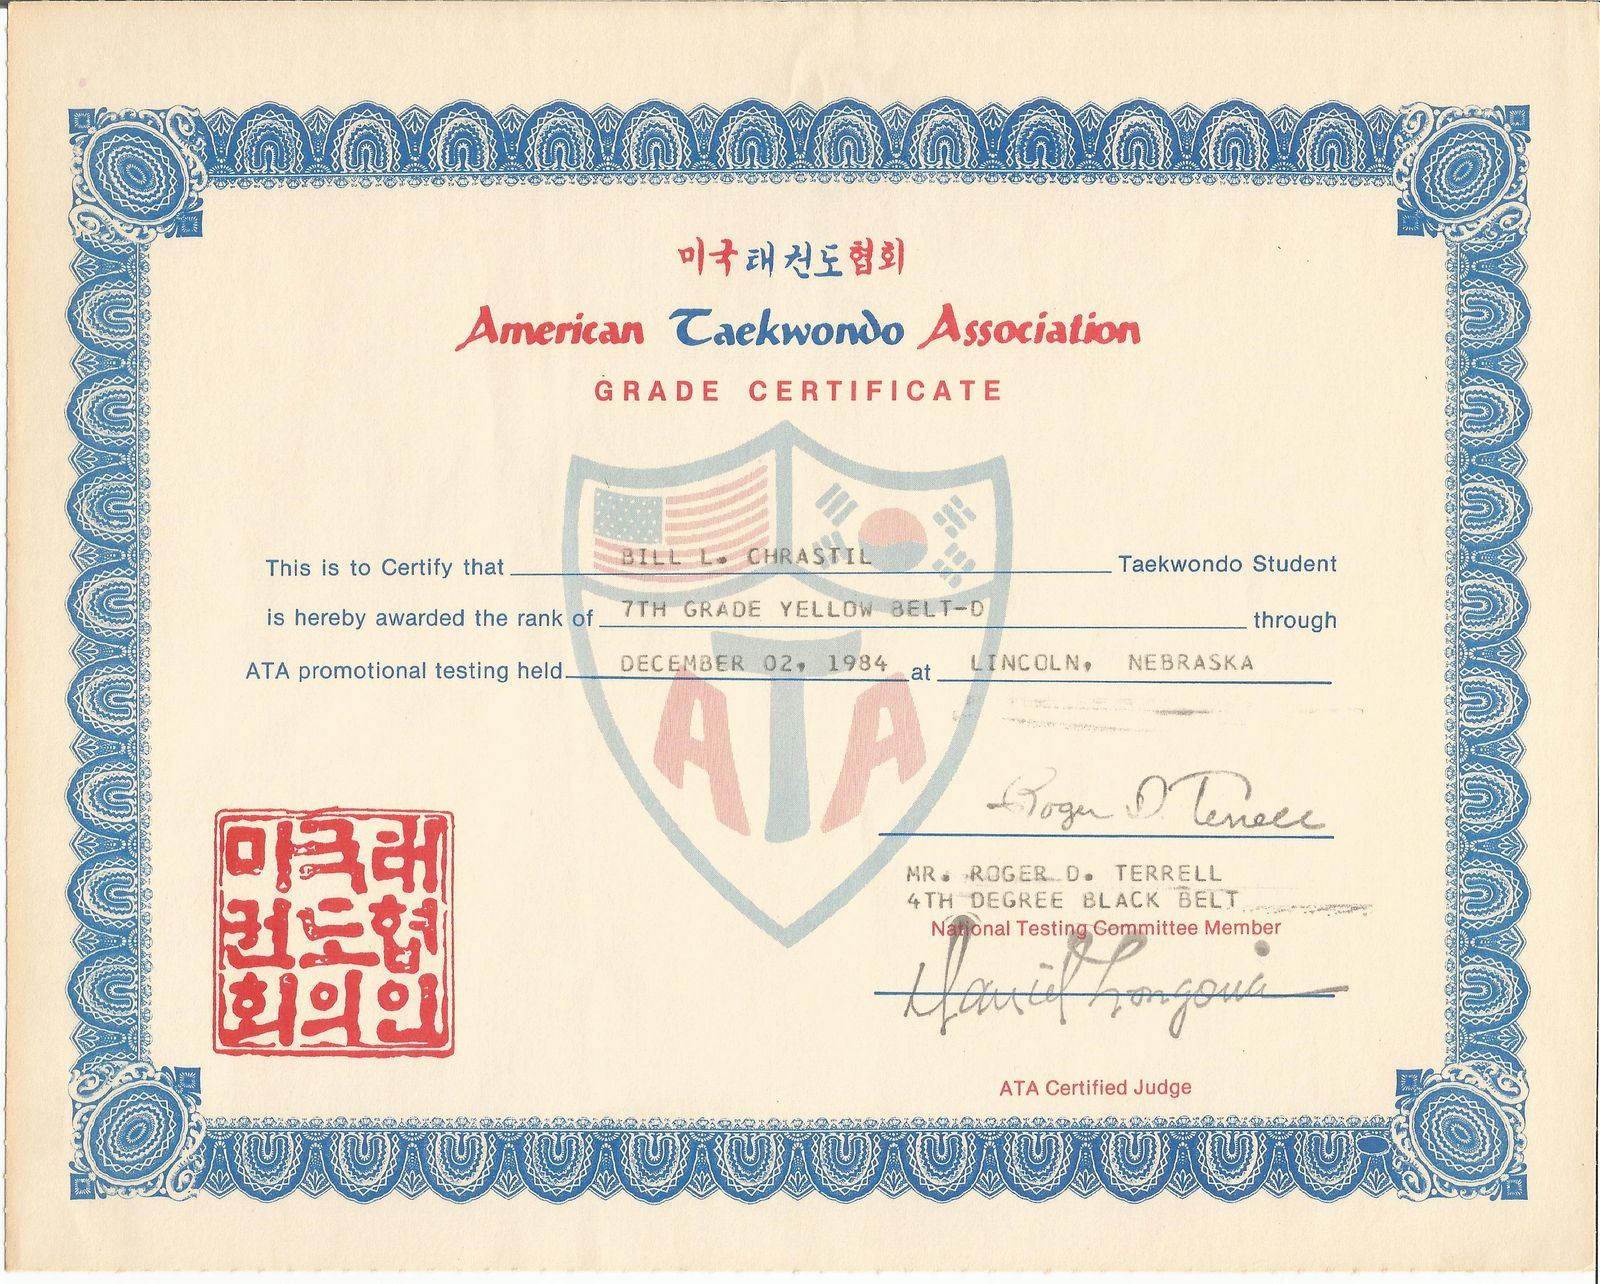 미국태권도협회
American Taekwondo Association
GRADE CERTIFICATE
This is to Certify that BILL L. CHRASTIL Taekwondo Student
is hereby awarded the rank of 7TH GRADE YELLOW BELT-D through
ATA promotional testing held DECEMBER 02, 1984 at LINCOLN, NEBRASKA
ATA
Roger D. Terrell
MR. ROGER D. TERRELL
4TH DEGREE BLACK BELT
National Testing Committee Member
Daniel Longoria
ATA Certified Judge
미국태
권도협
회의인